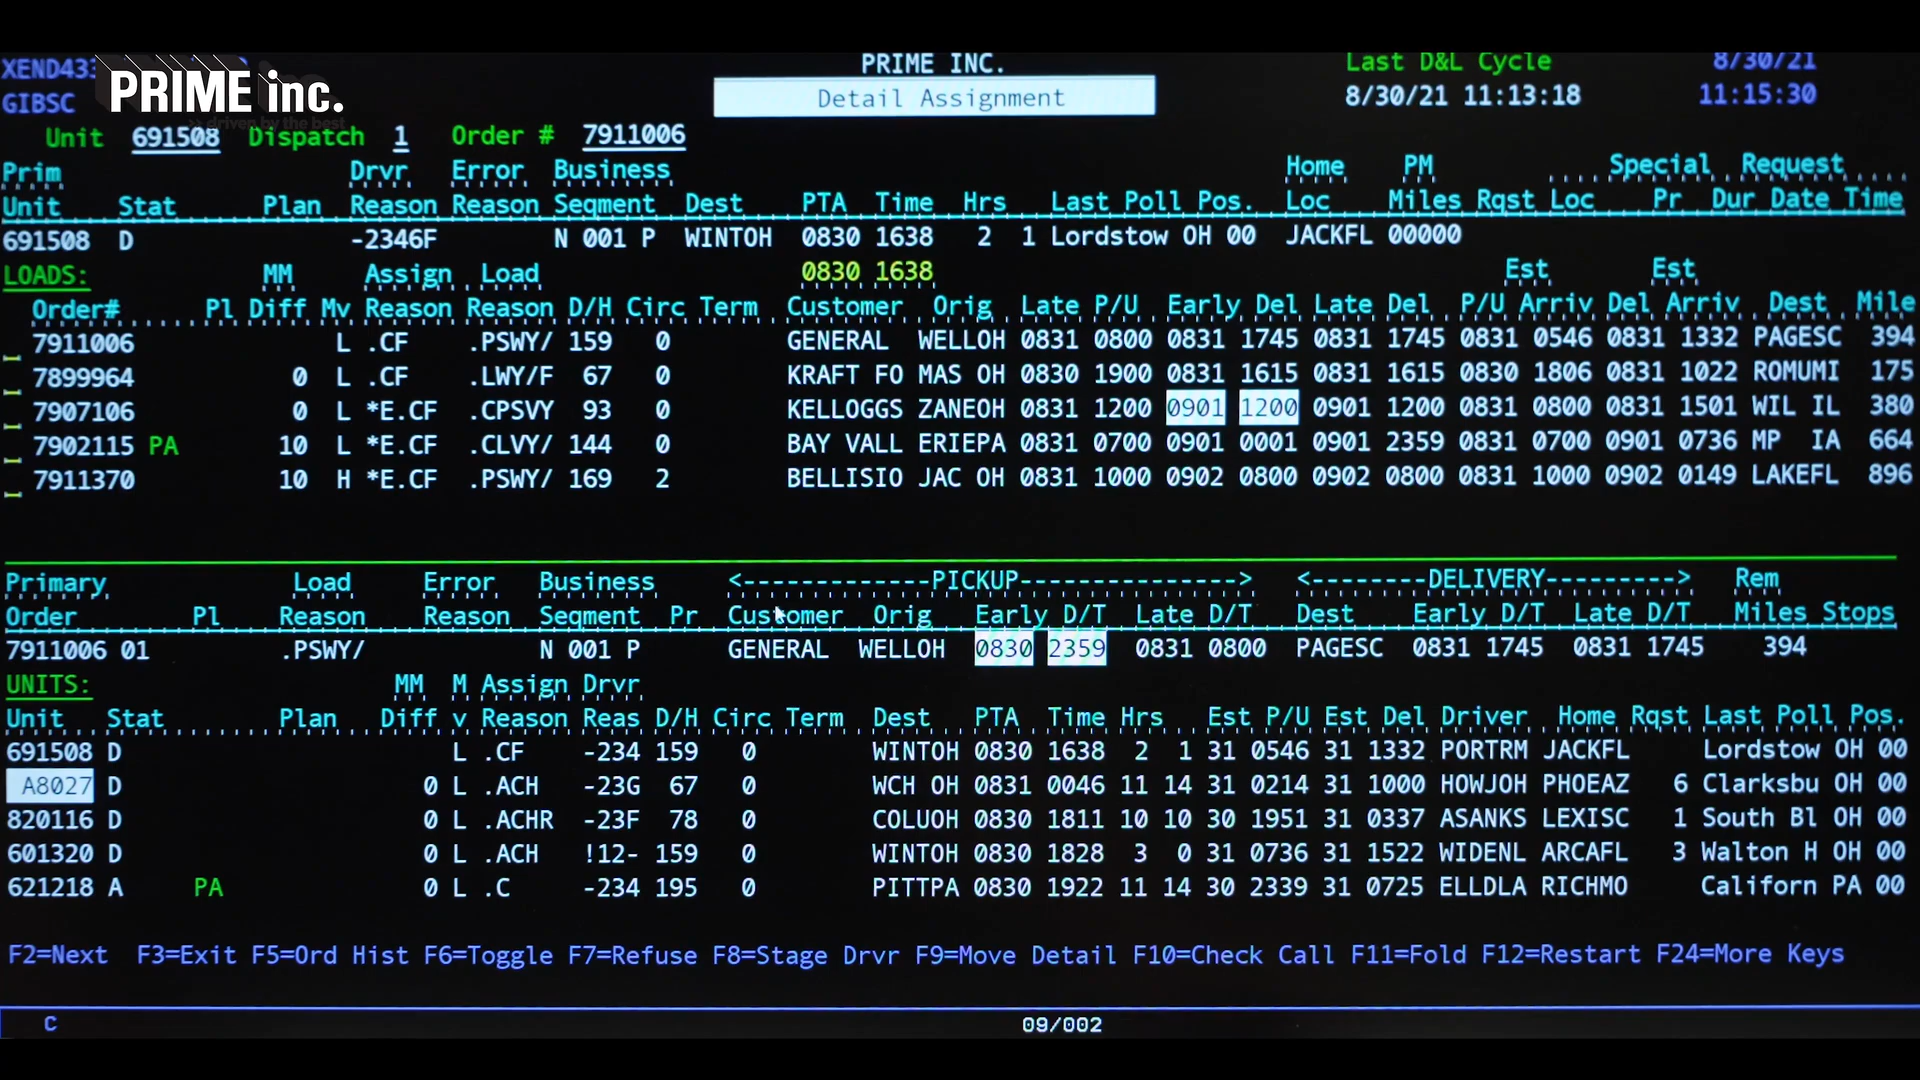 XEND433 PRIME INC. Last D&L Cycle 8/30/21
PRIME inc.
driven by the best
GIBSC Detail Assignment 8/30/21 11:13:18 11:15:30
Unit 691508 Dispatch 1 Order # 7911006
Prim Drvr Error Business Home PM .... Special Request ....
Unit Stat Plan Reason Reason Seqment Dest PTA Time Hrs Last Poll Pos. Loc Miles Rqst Loc Pr Dur Date Time
691508 D -2346F N 001 P WINTOH 0830 1638 2 1 Lordstow OH 00 JACKFL 00000
LOADS: MM Assign Load 0830 1638 Est Est
Order# Pl Diff Mv Reason Reason D/H Circ Term Customer Orig Late P/U Early Del Late Del P/U Arriv Del Arriv Dest Mile
7911006 L .CF .PSWY/ 159 0 GENERAL WELLOH 0831 0800 0831 1745 0831 1745 0831 0546 0831 1332 PAGESC 394
7899964 0 L .CF .LWY/F 67 0 KRAFT FO MAS OH 0830 1900 0831 1615 0831 1615 0830 1806 0831 1022 ROMUMI 175
7907106 0 L *E.CF .CPSVY 93 0 KELLOGGS ZANEOH 0831 1200 0901 1200 0901 1200 0831 0800 0831 1501 WIL IL 380
7902115 PA 10 L *E.CF .CLVY/ 144 0 BAY VALL ERIEPA 0831 0700 0901 0001 0901 2359 0831 0700 0901 0736 MP IA 664
7911370 10 H *E.CF .PSWY/ 169 2 BELLISIO JAC OH 0831 1000 0902 0800 0902 0800 0831 1000 0902 0149 LAKEFL 896
Primary Load Error Business <-------------PICKUP---------------> <--------DELIVERY---------> Rem
Order Pl Reason Reason Seqment Pr Customer Orig Early D/T Late D/T Dest Early D/T Late D/T Miles Stops
7911006 01 .PSWY/ N 001 P GENERAL WELLOH 0830 2359 0831 0800 PAGESC 0831 1745 0831 1745 394
UNITS: MM M Assign Drvr
Unit Stat Plan Diff v Reason Reas D/H Circ Term Dest PTA Time Hrs Est P/U Est Del Driver Home Rqst Last Poll Pos.
691508 D L .CF -234 159 0 WINTOH 0830 1638 2 1 31 0546 31 1332 PORTRM JACKFL Lordstow OH 00
A8027 D 0 L .ACH -23G 67 0 WCH OH 0831 0046 11 14 31 0214 31 1000 HOWJOH PHOEAZ 6 Clarksbu OH 00
820116 D 0 L .ACHR -23F 78 0 COLUOH 0830 1811 10 10 30 1951 31 0337 ASANKS LEXISC 1 South Bl OH 00
601320 D 0 L .ACH !12- 159 0 WINTOH 0830 1828 3 0 31 0736 31 1522 WIDENL ARCAFL 3 Walton H OH 00
621218 A PA 0 L .C -234 195 0 PITTPA 0830 1922 11 14 30 2339 31 0725 ELLDLA RICHMO Californ PA 00
F2=Next F3=Exit F5=Ord Hist F6=Toggle F7=Refuse F8=Stage Drvr F9=Move Detail F10=Check Call F11=Fold F12=Restart F24=More Keys
C 09/002